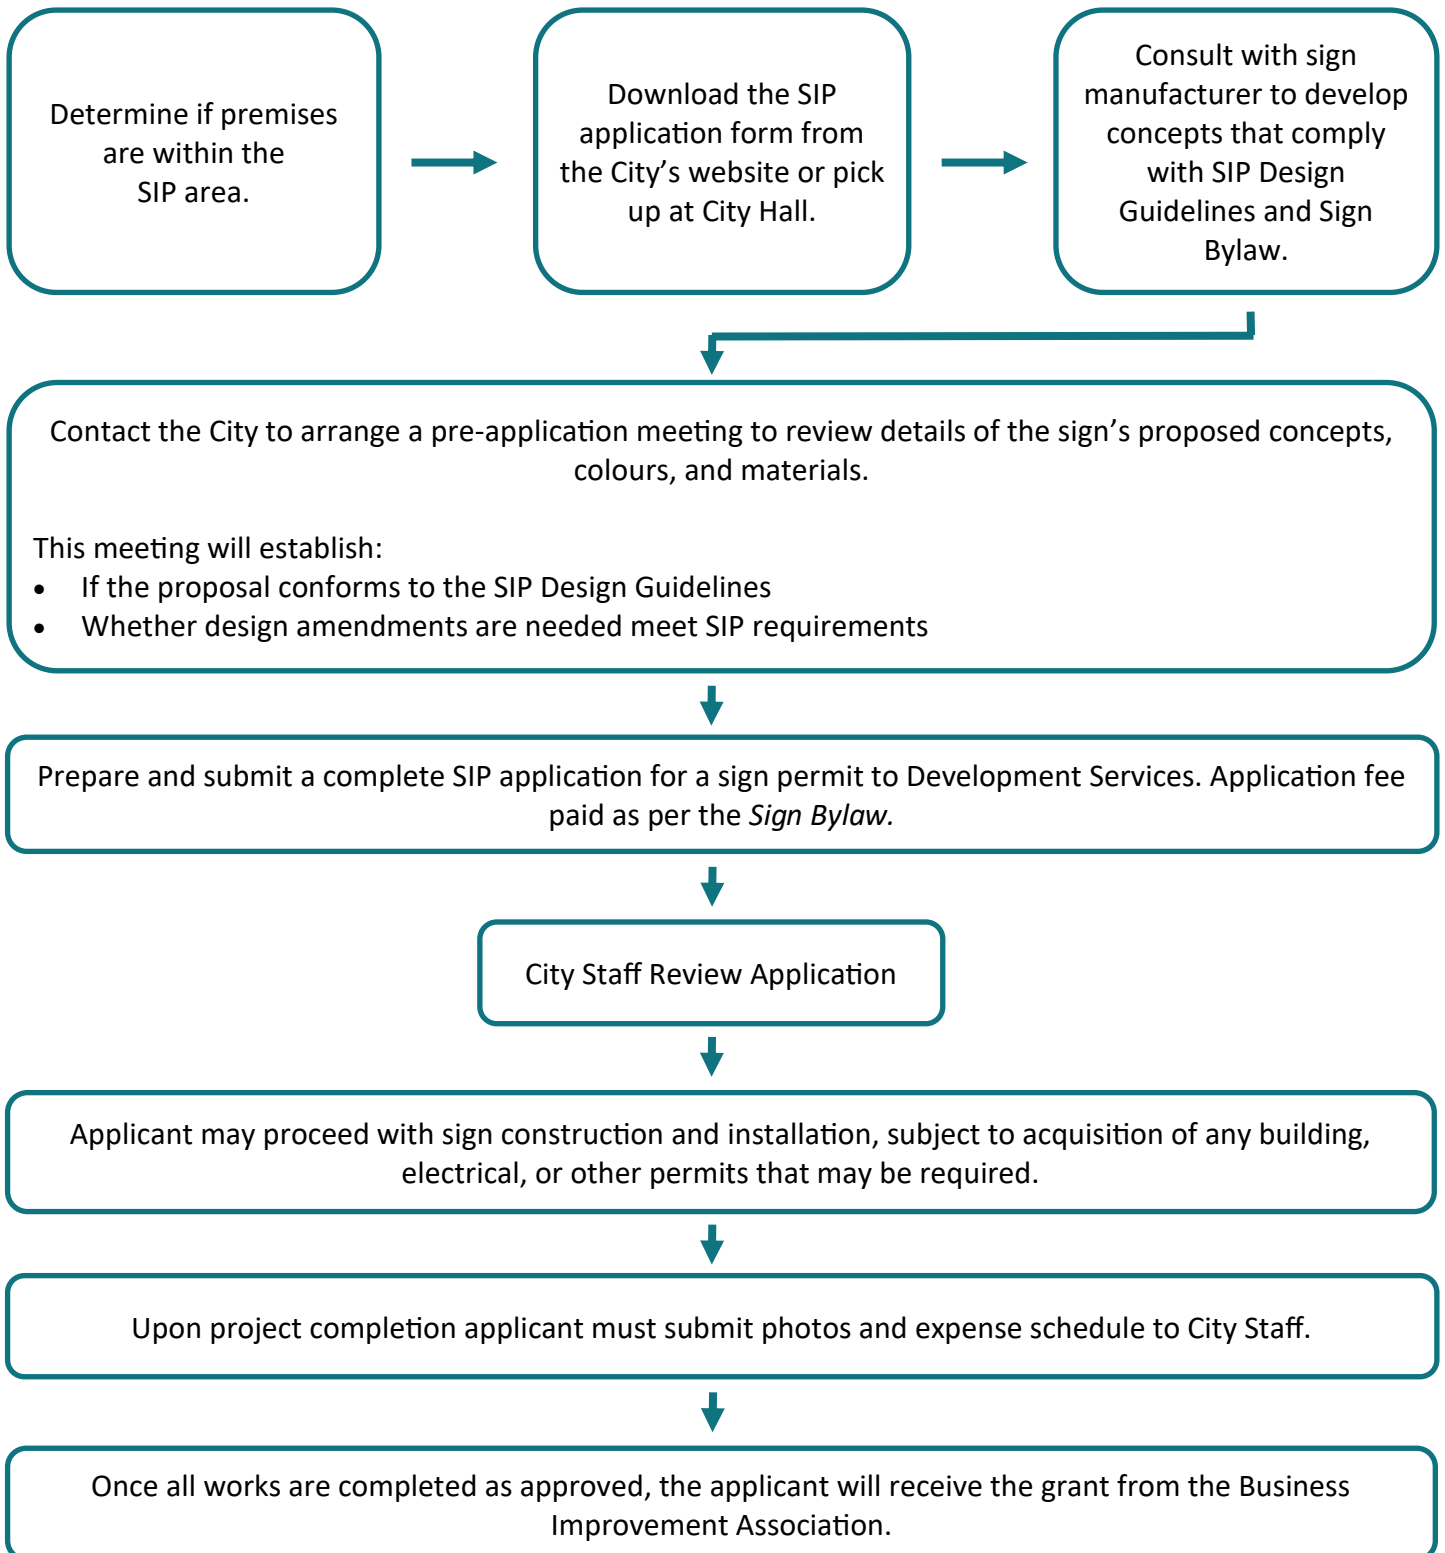 Determine if premises
are within the
SIP area.
Download the SIP
application form from
the City’s website or pick
up at City Hall.
Consult with sign
manufacturer to develop
concepts that comply
with SIP Design
Guidelines and Sign
Bylaw.
Contact the City to arrange a pre-application meeting to review details of the sign’s proposed concepts,
colours, and materials.
This meeting will establish:
• If the proposal conforms to the SIP Design Guidelines
• Whether design amendments are needed meet SIP requirements
Prepare and submit a complete SIP application for a sign permit to Development Services. Application fee
paid as per the Sign Bylaw.
City Staff Review Application
Applicant may proceed with sign construction and installation, subject to acquisition of any building,
electrical, or other permits that may be required.
Upon project completion applicant must submit photos and expense schedule to City Staff.
Once all works are completed as approved, the applicant will receive the grant from the Business
Improvement Association.